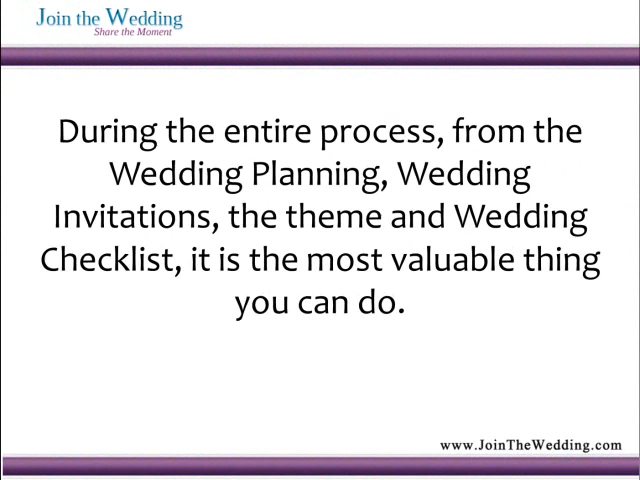 Join the Wedding
Share the Moment
During the entire process, from the
Wedding Planning, Wedding
Invitations, the theme and Wedding
Checklist, it is the most valuable thing
you can do.
www.JoinTheWedding.com